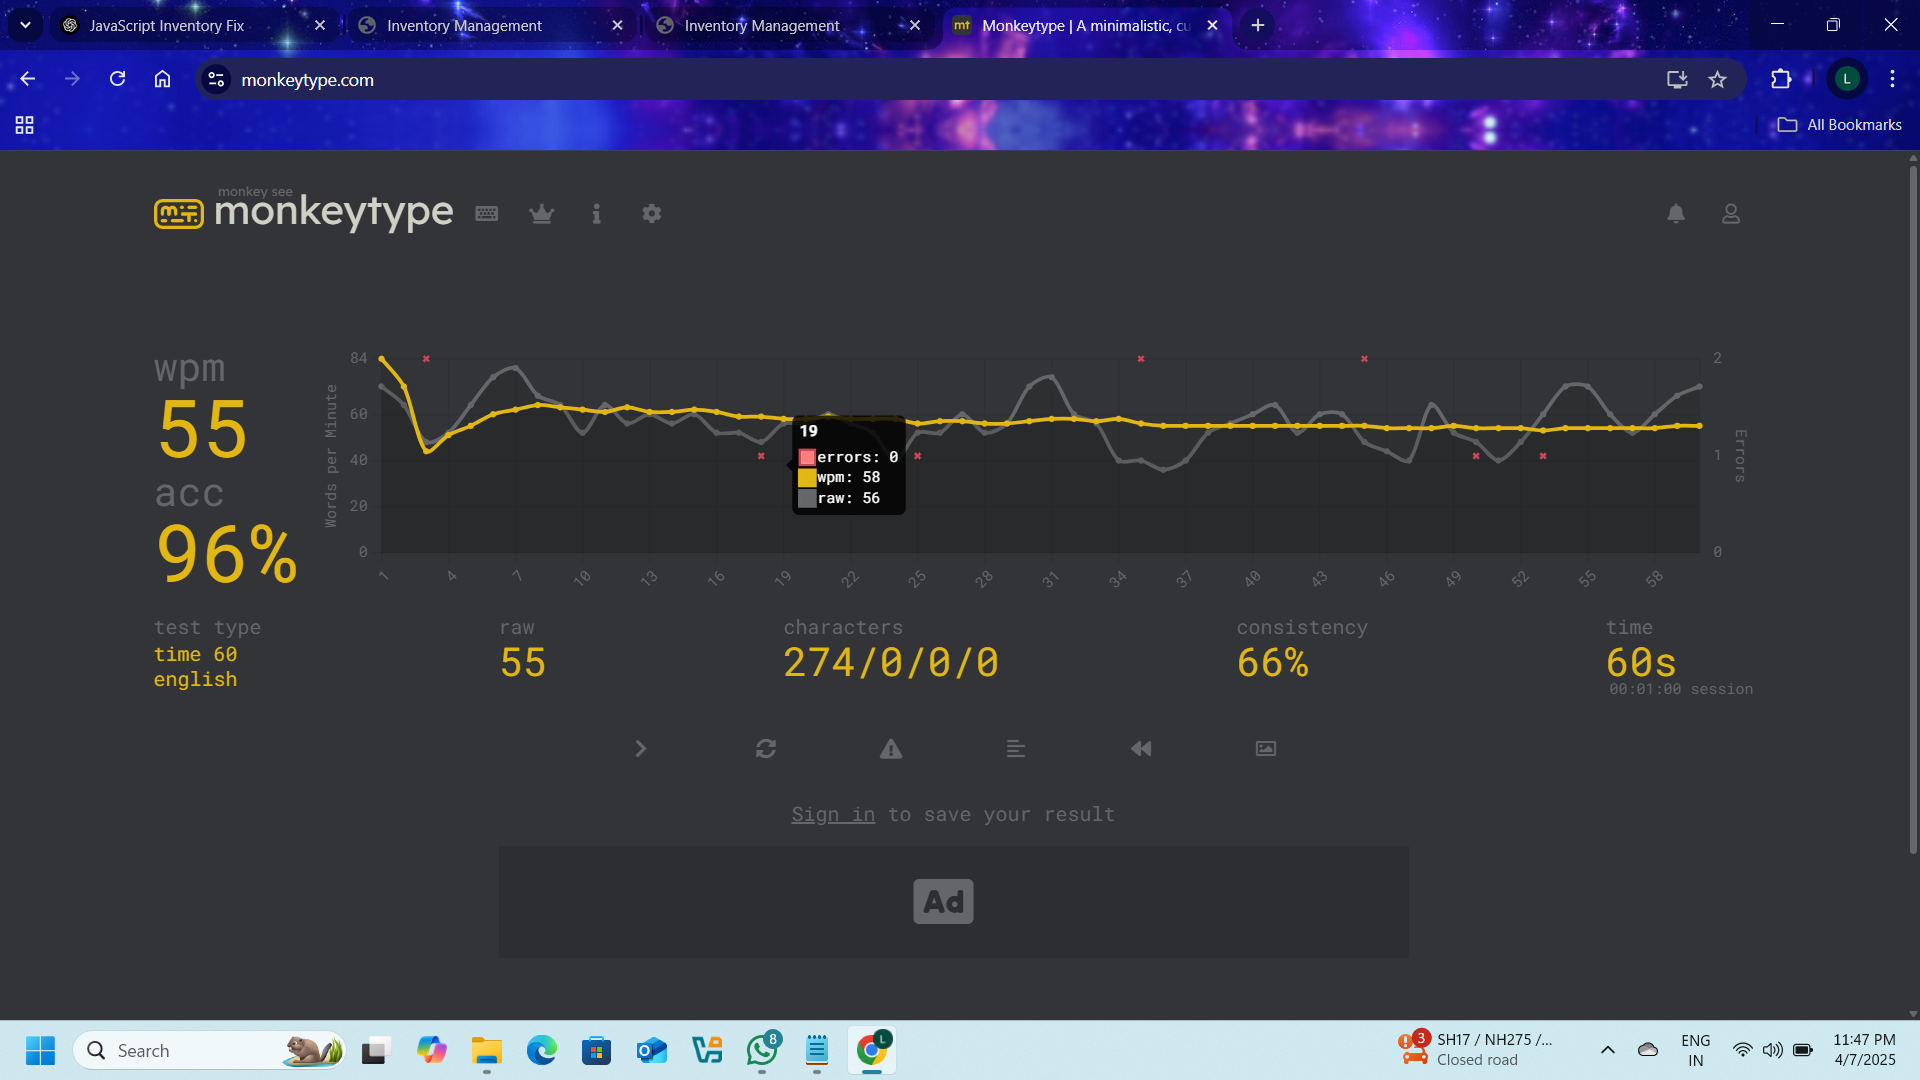 JavaScript Inventory Fix
Inventory Management
Inventory Management
mt
Monkeytype | A minimalistic, cu
monkeytype.com
L
All Bookmarks
monkey see
monkeytype
wpm
55
acc
96%
84
60
40
20
0
Words per Minute
2
1
0
Errors
19
errors: 0
wpm: 58
raw: 56
1 4 7 10 13 16 19 22 25 28 31 34 37 40 43 46 49 52 55 58
test type
time 60
english
raw
55
characters
274/0/0/0
consistency
66%
time
60s
00:01:00 session
Sign in to save your result
Ad
Search
8
L
3
SH17 / NH275 /...
Closed road
ENG
IN
11:47 PM
4/7/2025